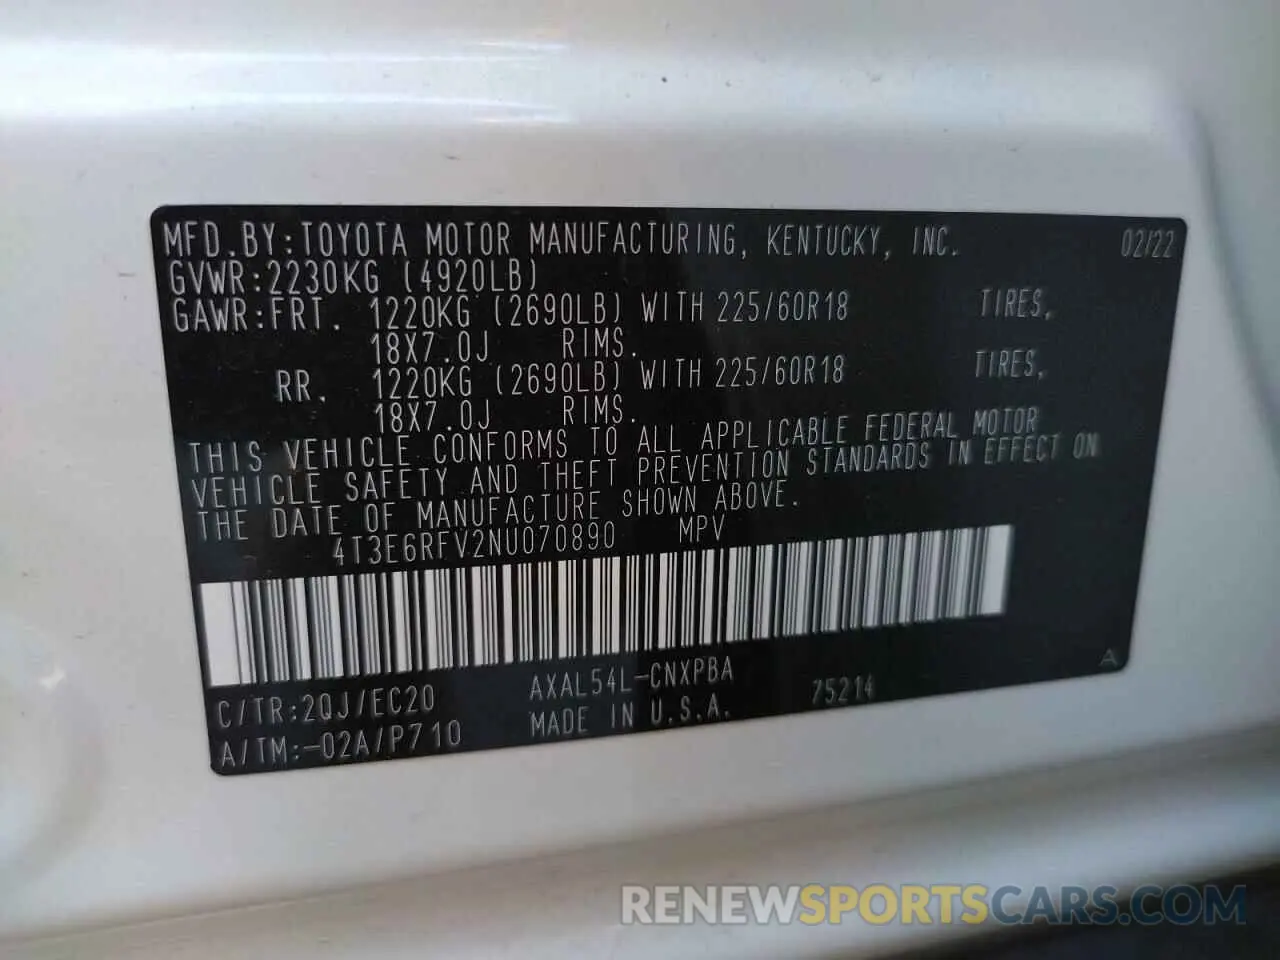 MFD.BY:TOYOTA MOTOR MANUFACTURING, KENTUCKY, INC. 02/22
GVWR:2230KG (4920LB)
GAWR:FRT. 1220KG (2690LB) WITH 225/60R18 TIRES,
18X7.0J RIMS.
RR. 1220KG (2690LB) WITH 225/60R18 TIRES,
18X7.0J RIMS.
THIS VEHICLE CONFORMS TO ALL APPLICABLE FEDERAL MOTOR
VEHICLE SAFETY AND THEFT PREVENTION STANDARDS IN EFFECT ON
THE DATE OF MANUFACTURE SHOWN ABOVE.
4T3E6RFV2NU070890 MPV
C/TR:2QJ/EC20 AXAL54L-CNXPBA 75214 A
A/TM:-02A/P710 MADE IN U.S.A.
RENEWSPORTSCARS.COM